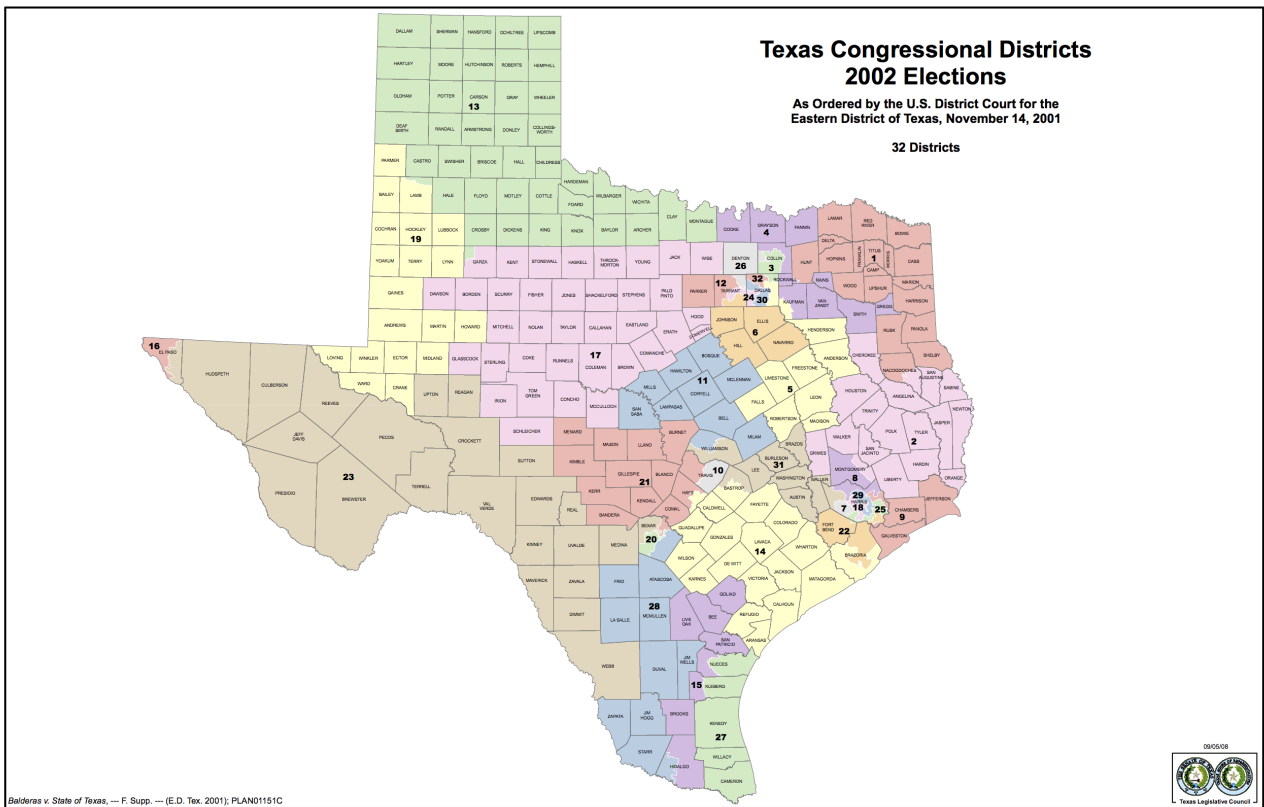 Texas Congressional Districts
2002 Elections
As Ordered by the U.S. District Court for the
Eastern District of Texas, November 14, 2001
32 Districts
DALLAM SHERMAN HANSFORD OCHILTREE LIPSCOMB
HARTLEY MOORE HUTCHINSON ROBERTS HEMPHILL
OLDHAM POTTER CARSON GRAY WHEELER
13
DEAF
SMITH
RANDALL ARMSTRONG DONLEY
COLLINGS-
WORTH
PARMER CASTRO SWISHER BRISCOE HALL CHILDRESS
HARDEMAN
BAILEY LAMB HALE FLOYD MOTLEY COTTLE FOARD WILBARGER WICHITA
CLAY MONTAGUE COOKE GRAYSON FANNIN LAMAR
RED
RIVER
BOWIE
4
COCHRAN HOCKLEY LUBBOCK CROSBY DICKENS KING KNOX BAYLOR ARCHER
19
DELTA
YOAKUM TERRY LYNN GARZA KENT STONEWALL HASKELL
THROCK-
MORTON
YOUNG JACK WISE DENTON COLLIN HUNT HOPKINS FRANKLIN TITUS MORRIS CASS
26 3 1
CAMP
ROCKWALL RAINS WOOD UPSHUR MARION
GAINES DAWSON BORDEN SCURRY FISHER JONES SHACKELFORD STEPHENS
PALO
PINTO
PARKER TARRANT DALLAS
12 32 24 30
KAUFMAN
VAN
ZANDT
SMITH GREGG HARRISON
ANDREWS MARTIN HOWARD MITCHELL NOLAN TAYLOR CALLAHAN EASTLAND ERATH HOOD SOMERVELL JOHNSON ELLIS
6
HILL NAVARRO HENDERSON RUSK PANOLA
16
EL PASO
HUDSPETH CULBERSON
LOVING WINKLER ECTOR MIDLAND GLASSCOCK STERLING COKE RUNNELS COLEMAN BROWN COMANCHE
17
HAMILTON BOSQUE MCLENNAN LIMESTONE FREESTONE ANDERSON CHEROKEE NACOGDOCHES SHELBY
SAN
AUGUSTINE
SABINE
WARD CRANE UPTON REAGAN IRION
TOM
GREEN
CONCHO MCCULLOCH
SAN
SABA
MILLS LAMPASAS CORYELL BELL FALLS
11 5
LEON HOUSTON ANGELINA
REEVES
JEFF
DAVIS
PECOS CROCKETT SCHLEICHER MENARD MASON LLANO BURNET WILLIAMSON MILAM ROBERTSON MADISON TRINITY POLK TYLER JASPER NEWTON
2
WALKER
SAN
JACINTO
HARDIN GRIMES BRAZOS
PRESIDIO BREWSTER TERRELL SUTTON KIMBLE GILLESPIE BLANCO TRAVIS LEE BURLESON WASHINGTON
23 21 10 31
MONTGOMERY LIBERTY ORANGE
8
VAL
VERDE
EDWARDS REAL KERR KENDALL HAYS COMAL BANDERA BASTROP AUSTIN WALLER
HARRIS
29 7 18 25
CHAMBERS JEFFERSON
9
CALDWELL FAYETTE COLORADO
FORT
BEND
22
GALVESTON
KINNEY UVALDE MEDINA BEXAR GUADALUPE GONZALES LAVACA WHARTON BRAZORIA
20 14
MAVERICK ZAVALA FRIO ATASCOSA WILSON KARNES DE WITT JACKSON VICTORIA MATAGORDA
DIMMIT LA SALLE MCMULLEN
28
LIVE
OAK
BEE GOLIAD REFUGIO CALHOUN
WEBB DUVAL
JIM
WELLS
SAN
PATRICIO
ARANSAS
NUECES
15
KLEBERG
ZAPATA
JIM
HOGG
BROOKS KENEDY
27
STARR HIDALGO WILLACY
CAMERON
Balderas v. State of Texas, --- F. Supp. --- (E.D. Tex. 2001); PLAN01151C
09/05/08
Texas Legislative Council